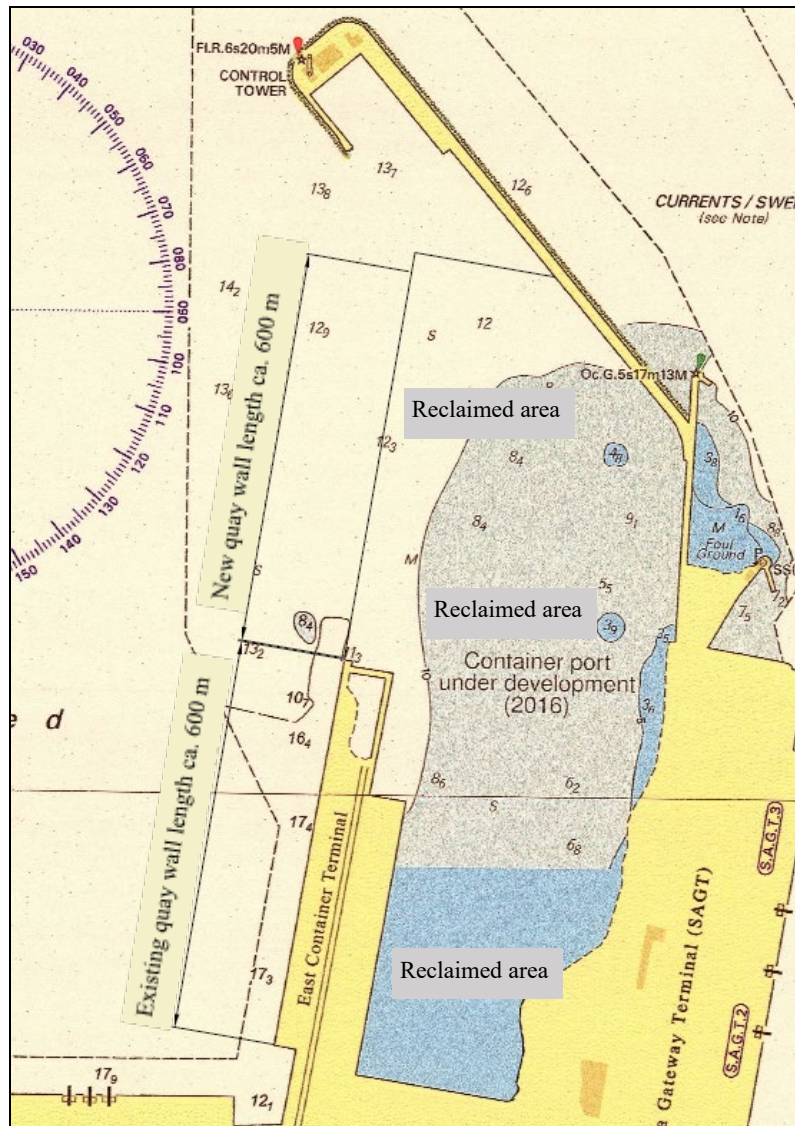 Fl.R.6s20m5M
CONTROL
TOWER
030
040
050
060
070
080
090
100
110
120
130
140
150
13₇
13₈
12₆
CURRENTS / SWE
(see Note)
14₂
12₉
S
12
Oc.G.5s17m13M
13₆
Reclaimed area
12₃
8₄
4₈
3₈
10
8₄
9₁
1₆
8₈
M
Foul
Ground
M
S
5₅
7₅
New quay wall length ca. 600 m
Reclaimed area
8₄
3₉
3₅
13₂
11₃
Container port
under development
(2016)
10
10₇
3₆
e d
16₄
8₆
S
6₂
17₄
6₈
Existing quay wall length ca. 600 m
East Container Terminal
S.A.G.T.3
a Gateway Terminal (SAGT)
Reclaimed area
17₃
S.A.G.T.2
17₉
12₁